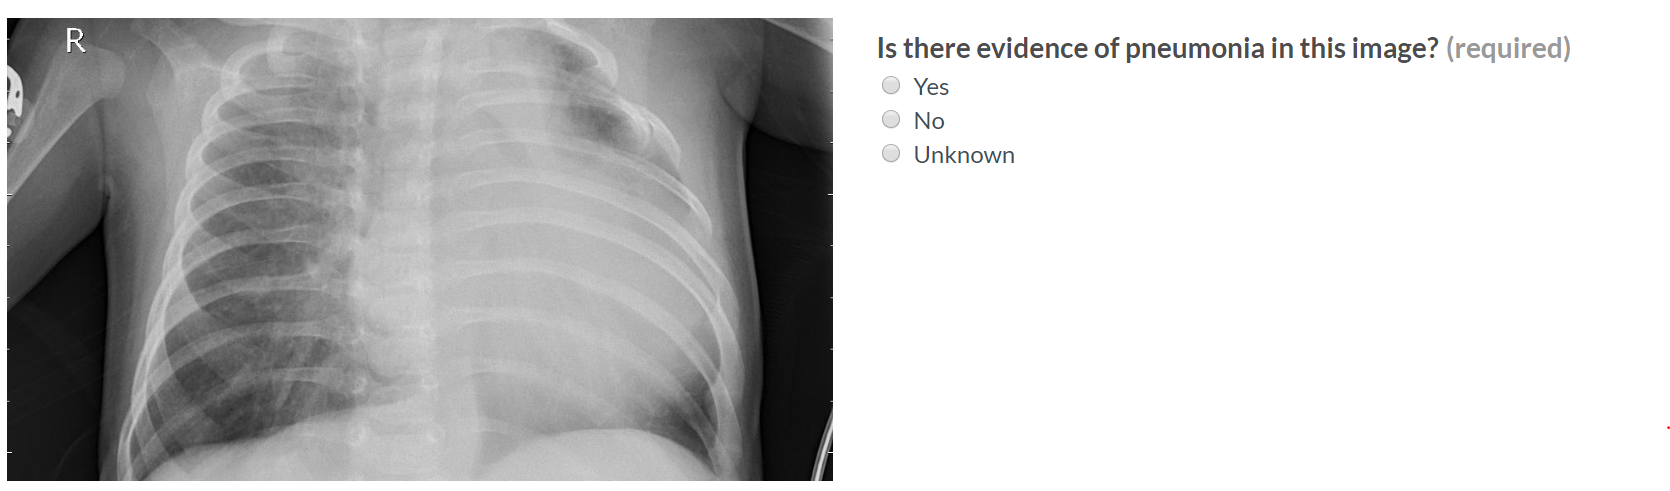 R
Is there evidence of pneumonia in this image? (required)
Yes
No
Unknown